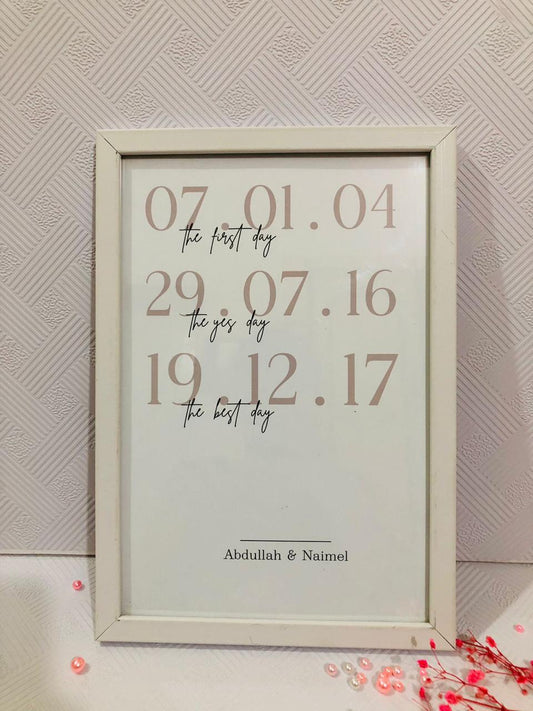 07.01.04
the first day
29.07.16
the yes day
19.12.17
the best day
Abdullah & Naimel